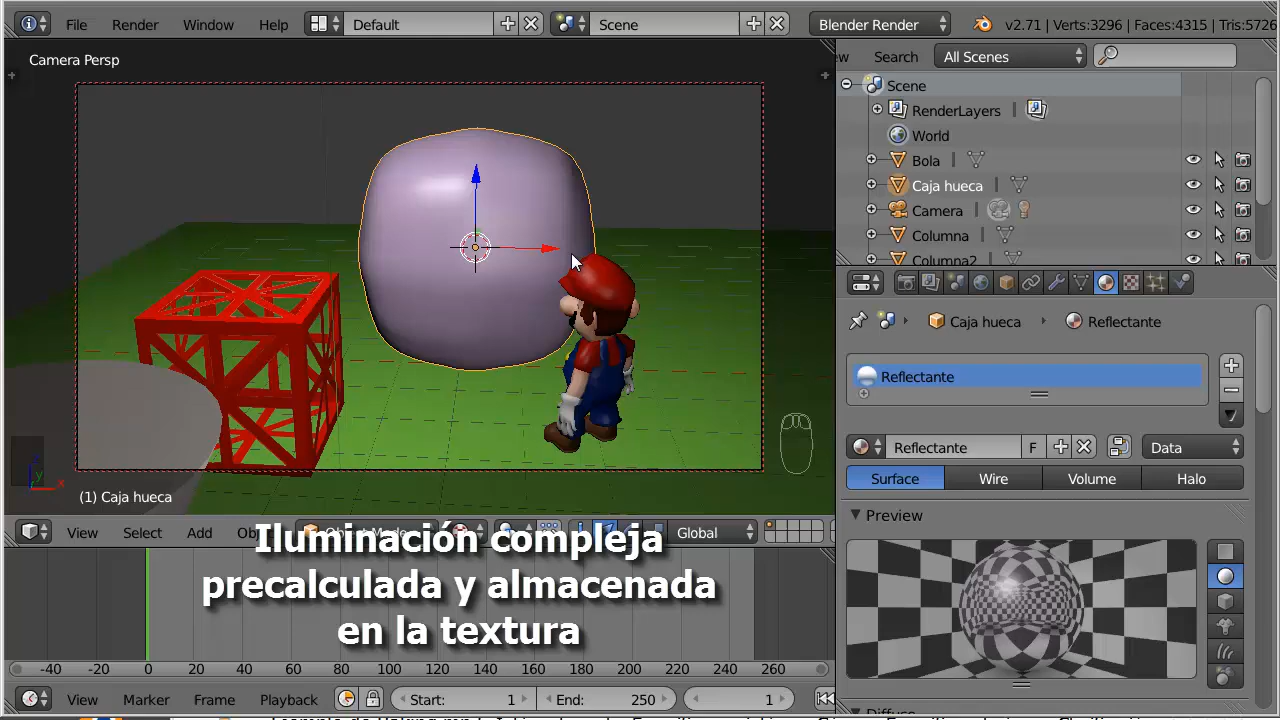 File Render Window Help Default Scene Blender Render v2.71 | Verts:3296 | Faces:4315 | Tris:5726
Camera Persp
Search All Scenes
Scene
RenderLayers
World
Bola
Caja hueca
Camera
Columna
Columna2
Caja hueca Reflectante
Reflectante
Reflectante F Data
Surface Wire Volume Halo
Preview
(1) Caja hueca
View Select Add Global
Iluminación compleja
precalculada y almacenada
en la textura
-40 -20 0 20 40 60 80 100 120 140 160 180 200 220 240 260
View Marker Frame Playback Start: 1 End: 250 1
Diffuse